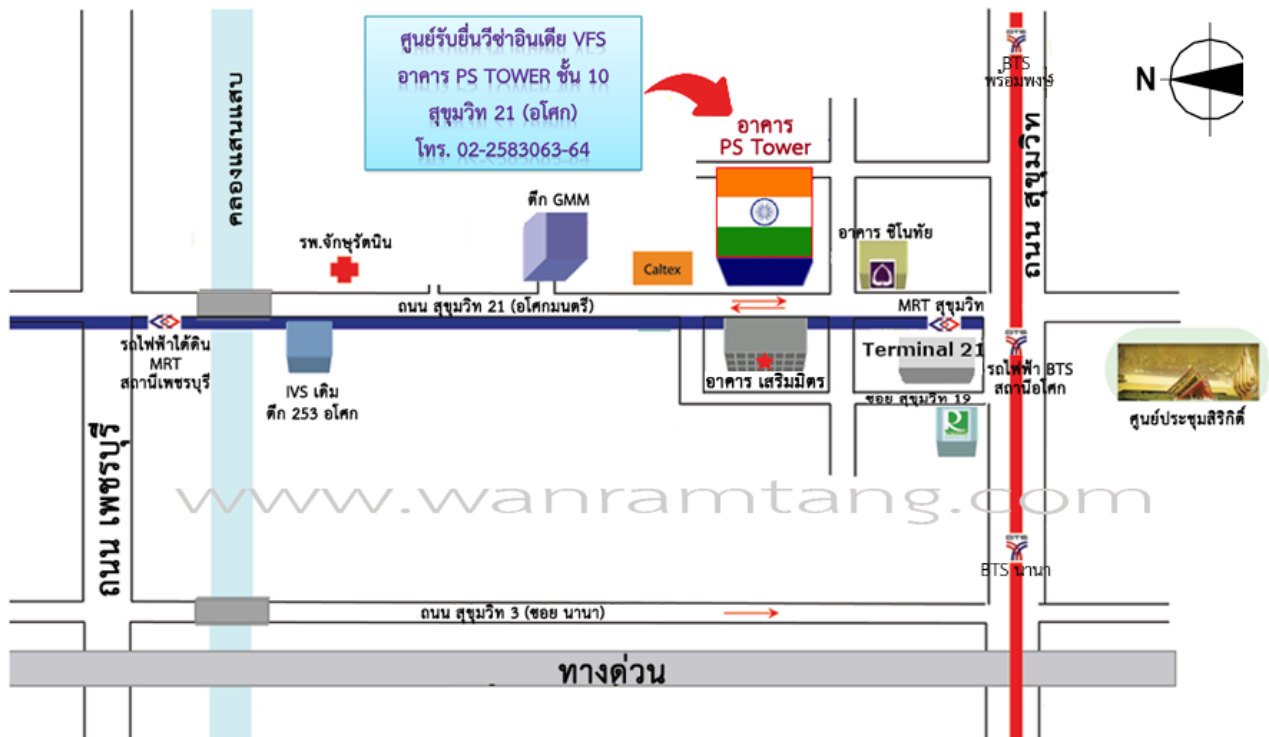 ศูนย์รับยื่นวีซ่าอินเดีย VFS
อาคาร PS TOWER ชั้น 10
สุขุมวิท 21 (อโศก)
โทร. 02-2583063-64
BTS
พร้อมพงษ์
N
อาคาร
PS Tower
คลองแสนแสบ
ถนน สุขุมวิท
ตึก GMM
รพ.จักษุรัตนิน
อาคาร ชิโนทัย
Caltex
ถนน สุขุมวิท 21 (อโศกมนตรี)
MRT สุขุมวิท
รถไฟฟ้าใต้ดิน
MRT
สถานีเพชรบุรี
Terminal 21
รถไฟฟ้า BTS
สถานีอโศก
IVS เดิม
ตึก 253 อโศก
อาคาร เสริมมิตร
ซอย สุขุมวิท 19
ศูนย์ประชุมสิริกิติ์
ถนน เพชรบุรี
www.wanramtang.com
BTS
BTS นานา
ถนน สุขุมวิท 3 (ซอย นานา)
ทางด่วน